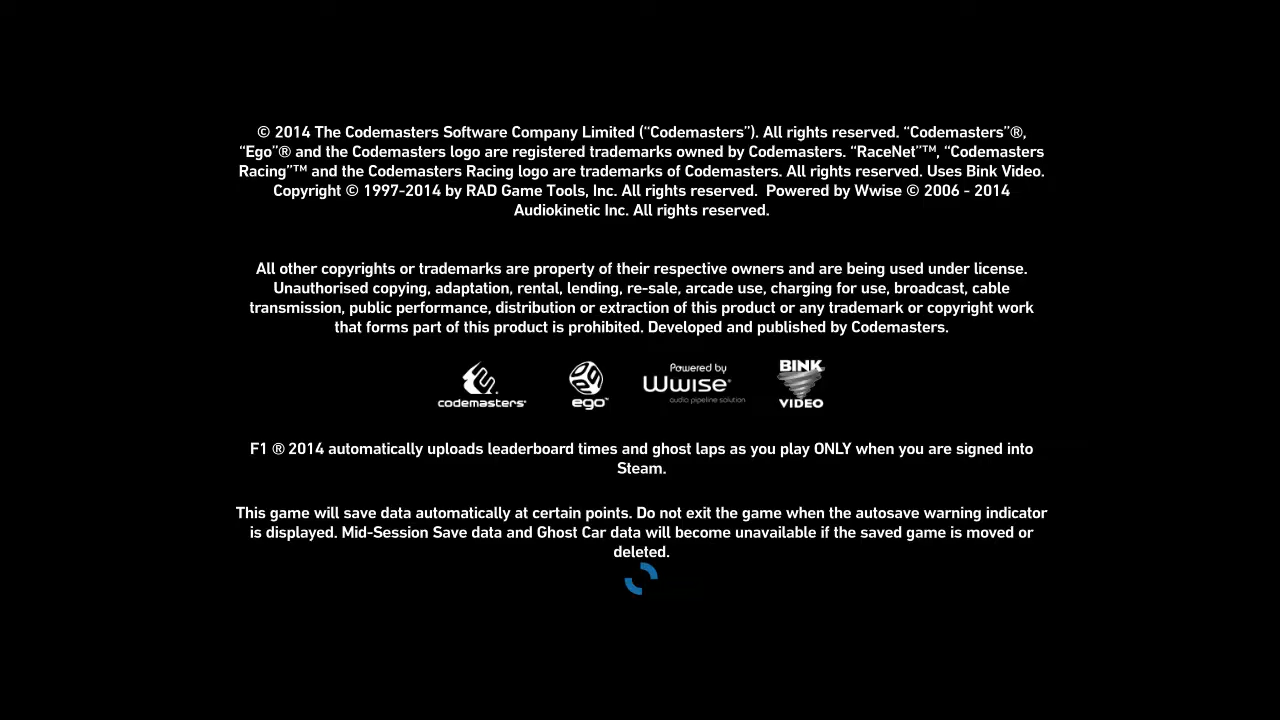 © 2014 The Codemasters Software Company Limited (“Codemasters”). All rights reserved. “Codemasters”®,
“Ego”® and the Codemasters logo are registered trademarks owned by Codemasters. “RaceNet”™, “Codemasters
Racing”™ and the Codemasters Racing logo are trademarks of Codemasters. All rights reserved. Uses Bink Video.
Copyright © 1997-2014 by RAD Game Tools, Inc. All rights reserved.  Powered by Wwise © 2006 - 2014
Audiokinetic Inc. All rights reserved.
All other copyrights or trademarks are property of their respective owners and are being used under license.
Unauthorised copying, adaptation, rental, lending, re-sale, arcade use, charging for use, broadcast, cable
transmission, public performance, distribution or extraction of this product or any trademark or copyright work
that forms part of this product is prohibited. Developed and published by Codemasters.
codemasters®
ego™
Powered by
Wwise®
audio pipeline solution
BINK
VIDEO
F1 ® 2014 automatically uploads leaderboard times and ghost laps as you play ONLY when you are signed into
Steam.
This game will save data automatically at certain points. Do not exit the game when the autosave warning indicator
is displayed. Mid-Session Save data and Ghost Car data will become unavailable if the saved game is moved or
deleted.